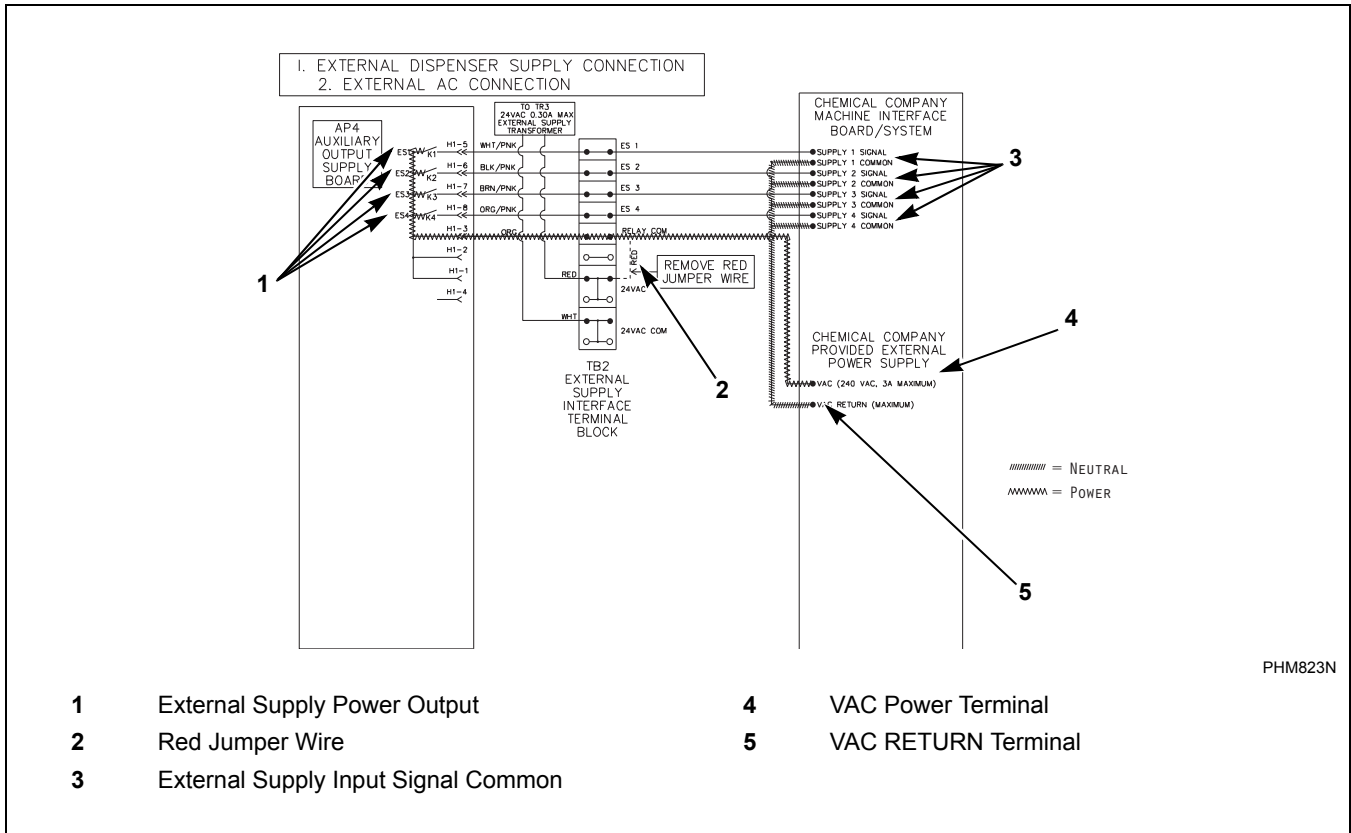 1. EXTERNAL DISPENSER SUPPLY CONNECTION
2. EXTERNAL AC CONNECTION
AP4
AUXILIARY
OUTPUT
SUPPLY
BOARD
TO TR3
24VAC 0.30A MAX
EXTERNAL SUPPLY
TRANSFORMER
CHEMICAL COMPANY
MACHINE INTERFACE
BOARD/SYSTEM
ES1 K1 H1-5 WHT/PNK ES 1
ES2 K2 H1-6 BLK/PNK ES 2
ES3 K3 H1-7 BRN/PNK ES 3
ES4 K4 H1-8 ORG/PNK ES 4
H1-3 ORG RELAY COM
H1-2
H1-1 RED 24VAC
H1-4
WHT 24VAC COM
RED
REMOVE RED
JUMPER WIRE
SUPPLY 1 SIGNAL
SUPPLY 1 COMMON
SUPPLY 2 SIGNAL
SUPPLY 2 COMMON
SUPPLY 3 SIGNAL
SUPPLY 3 COMMON
SUPPLY 4 SIGNAL
SUPPLY 4 COMMON
3
1
2
TB2
EXTERNAL
SUPPLY
INTERFACE
TERMINAL
BLOCK
CHEMICAL COMPANY
PROVIDED EXTERNAL
POWER SUPPLY
4
VAC (240 VAC, 3A MAXIMUM)
VAC RETURN (MAXIMUM)
= NEUTRAL
= POWER
5
PHM823N
1 External Supply Power Output
2 Red Jumper Wire
3 External Supply Input Signal Common
4 VAC Power Terminal
5 VAC RETURN Terminal